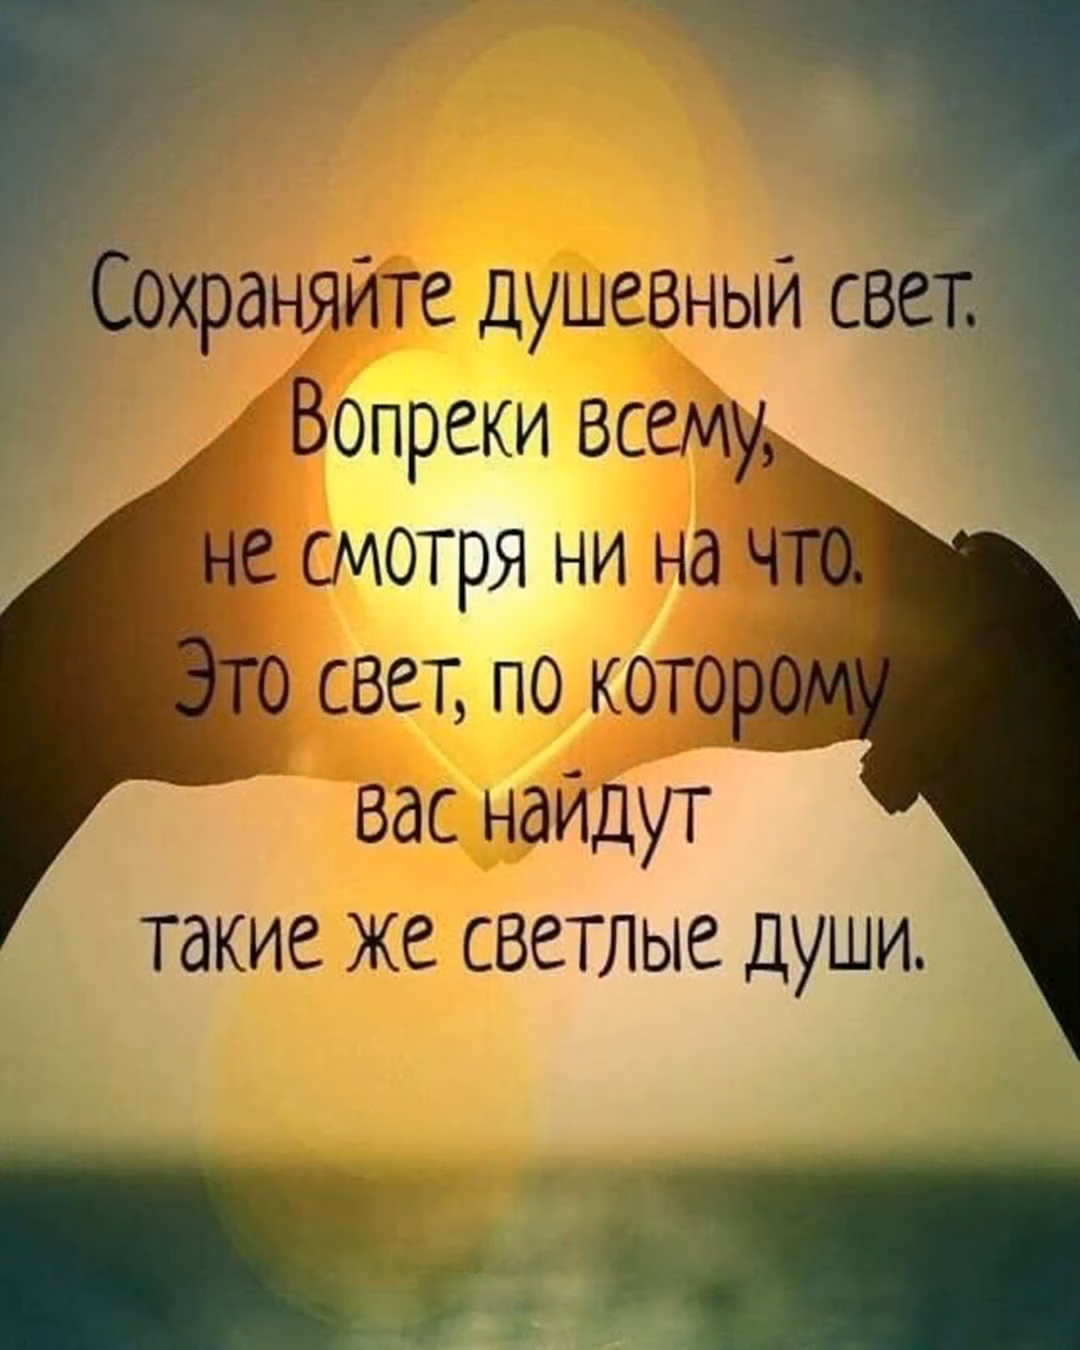 Сохраняйте душевный свет.
Вопреки всему,
не смотря ни на что.
Это свет, по которому
вас найдут
такие же светлые души.